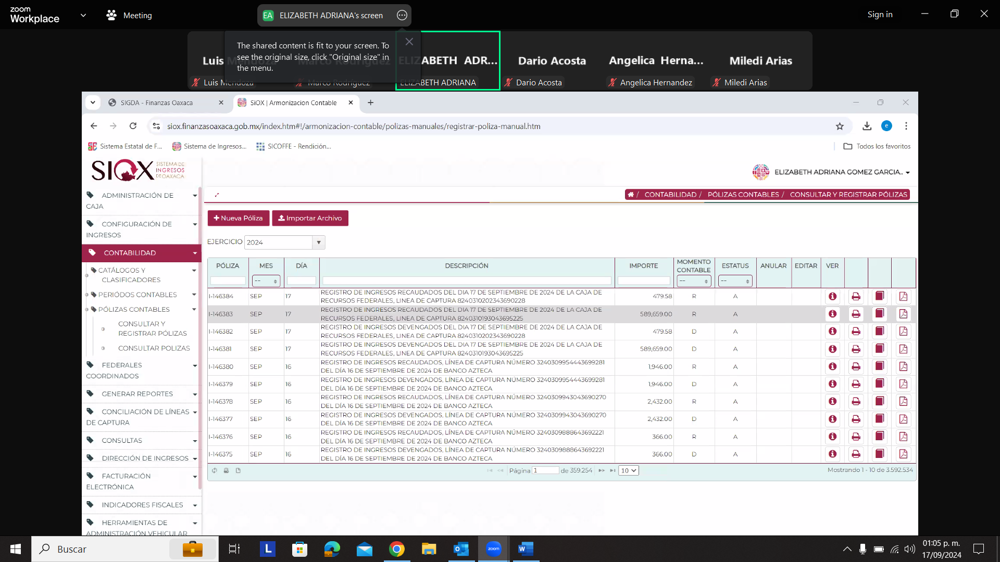 zoom
Workplace
Meeting
EA ELIZABETH ADRIANA's screen
Sign in
The shared content is fit to your screen. To
see the original size, click "Original size" in
the menu.
Luis Mendoza
Marco Rodriguez
ELIZABETH ADR...
Dario Acosta
Angelica Herna...
Miledi Arias
Luis Mendoza
Marco Rodriguez
ELIZABETH ADRIANA
Dario Acosta
Angelica Hernandez
Miledi Arias
SIGDA - Finanzas Oaxaca
SiOX | Armonizacion Contable
siox.finanzasoaxaca.gob.mx/index.htm#!/armonizacion-contable/polizas-manuales/registrar-poliza-manual.htm
e
Sistema Estatal de F...
Sistema de Ingresos...
SICOFFE - Rendición...
Todos los favoritos
SIOX SISTEMA DE INGRESOS DE OAXACA
ELIZABETH ADRIANA GOMEZ GARCIA..
/ CONTABILIDAD / PÓLIZAS CONTABLES / CONSULTAR Y REGISTRAR PÓLIZAS
ADMINISTRACIÓN DE
CAJA
CONFIGURACIÓN DE
INGRESOS
CONTABILIDAD
CATÁLOGOS Y
CLASIFICADORES
PERIÓDOS CONTABLES
PÓLIZAS CONTABLES
CONSULTAR Y
REGISTRAR PÓLIZAS
CONSULTAR POLIZAS
FEDERALES
COORDINADOS
GENERAR REPORTES
CONCILIACIÓN DE LÍNEAS
DE CAPTURA
CONSULTAS
DIRECCIÓN DE INGRESOS
FACTURACIÓN
ELECTRÓNICA
INDICADORES FISCALES
HERRAMIENTAS DE
ADMINISTRACIÓN VEHICULAR
+ Nueva Póliza
Importar Archivo
EJERCICIO 2024
PÓLIZA MES DÍA DESCRIPCIÓN IMPORTE MOMENTO CONTABLE ESTATUS ANULAR EDITAR VER
-- -- --
I-146384 SEP 17 REGISTRO DE INGRESOS RECAUDADOS DEL DIA 17 DE SEPTIEMBRE DE 2024 DE LA CAJA DE 479.58 R A
RECURSOS FEDERALES, LINEA DE CAPTURA 8240310202343690228
I-146383 SEP 17 REGISTRO DE INGRESOS RECAUDADOS DEL DIA 17 DE SEPTIEMBRE DE 2024 DE LA CAJA DE 589,659.00 R A
RECURSOS FEDERALES, LINEA DE CAPTURA 8240310193043695225
I-146382 SEP 17 REGISTRO DE INGRESOS DEVENGADOS DEL DIA 17 DE SEPTIEMBRE DE 2024 DE LA CAJA DE 479.58 D A
RECURSOS FEDERALES, LINEA DE CAPTURA 8240310202343690228
I-146381 SEP 17 REGISTRO DE INGRESOS DEVENGADOS DEL DIA 17 DE SEPTIEMBRE DE 2024 DE LA CAJA DE 589,659.00 D A
RECURSOS FEDERALES, LINEA DE CAPTURA 8240310193043695225
I-146380 SEP 16 REGISTRO DE INGRESOS RECAUDADOS, LÍNEA DE CAPTURA NÚMERO 3240309954443699281 1,946.00 R A
DEL DÍA 16 DE SEPTIEMBRE DE 2024 DE BANCO AZTECA
I-146379 SEP 16 REGISTRO DE INGRESOS DEVENGADOS, LÍNEA DE CAPTURA NÚMERO 3240309954443699281 1,946.00 D A
DEL DÍA 16 DE SEPTIEMBRE DE 2024 DE BANCO AZTECA
I-146378 SEP 16 REGISTRO DE INGRESOS RECAUDADOS, LÍNEA DE CAPTURA NÚMERO 3240309943043690270 2,432.00 R A
DEL DÍA 16 DE SEPTIEMBRE DE 2024 DE BANCO AZTECA
I-146377 SEP 16 REGISTRO DE INGRESOS DEVENGADOS, LÍNEA DE CAPTURA NÚMERO 3240309943043690270 2,432.00 D A
DEL DÍA 16 DE SEPTIEMBRE DE 2024 DE BANCO AZTECA
I-146376 SEP 16 REGISTRO DE INGRESOS RECAUDADOS, LÍNEA DE CAPTURA NÚMERO 3240309888643692221 366.00 R A
DEL DÍA 16 DE SEPTIEMBRE DE 2024 DE BANCO AZTECA
I-146375 SEP 16 REGISTRO DE INGRESOS DEVENGADOS, LÍNEA DE CAPTURA NÚMERO 3240309888643692221 366.00 D A
DEL DÍA 16 DE SEPTIEMBRE DE 2024 DE BANCO AZTECA
Página 1 de 359.254 10 Mostrando 1 - 10 de 3.592.534
Buscar
L
zoom
W
01:05 p. m.
17/09/2024